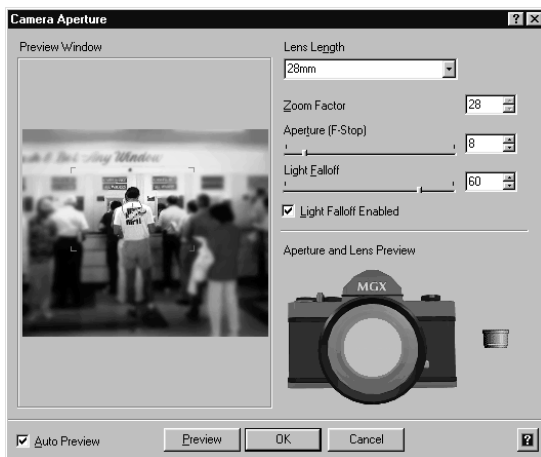 Camera Aperture
Preview Window
Lens Length
28mm
Zoom Factor
28
Aperture (F-Stop)
8
Light Falloff
60
Light Falloff Enabled
Aperture and Lens Preview
MGX
Window
Auto Preview
Preview
OK
Cancel